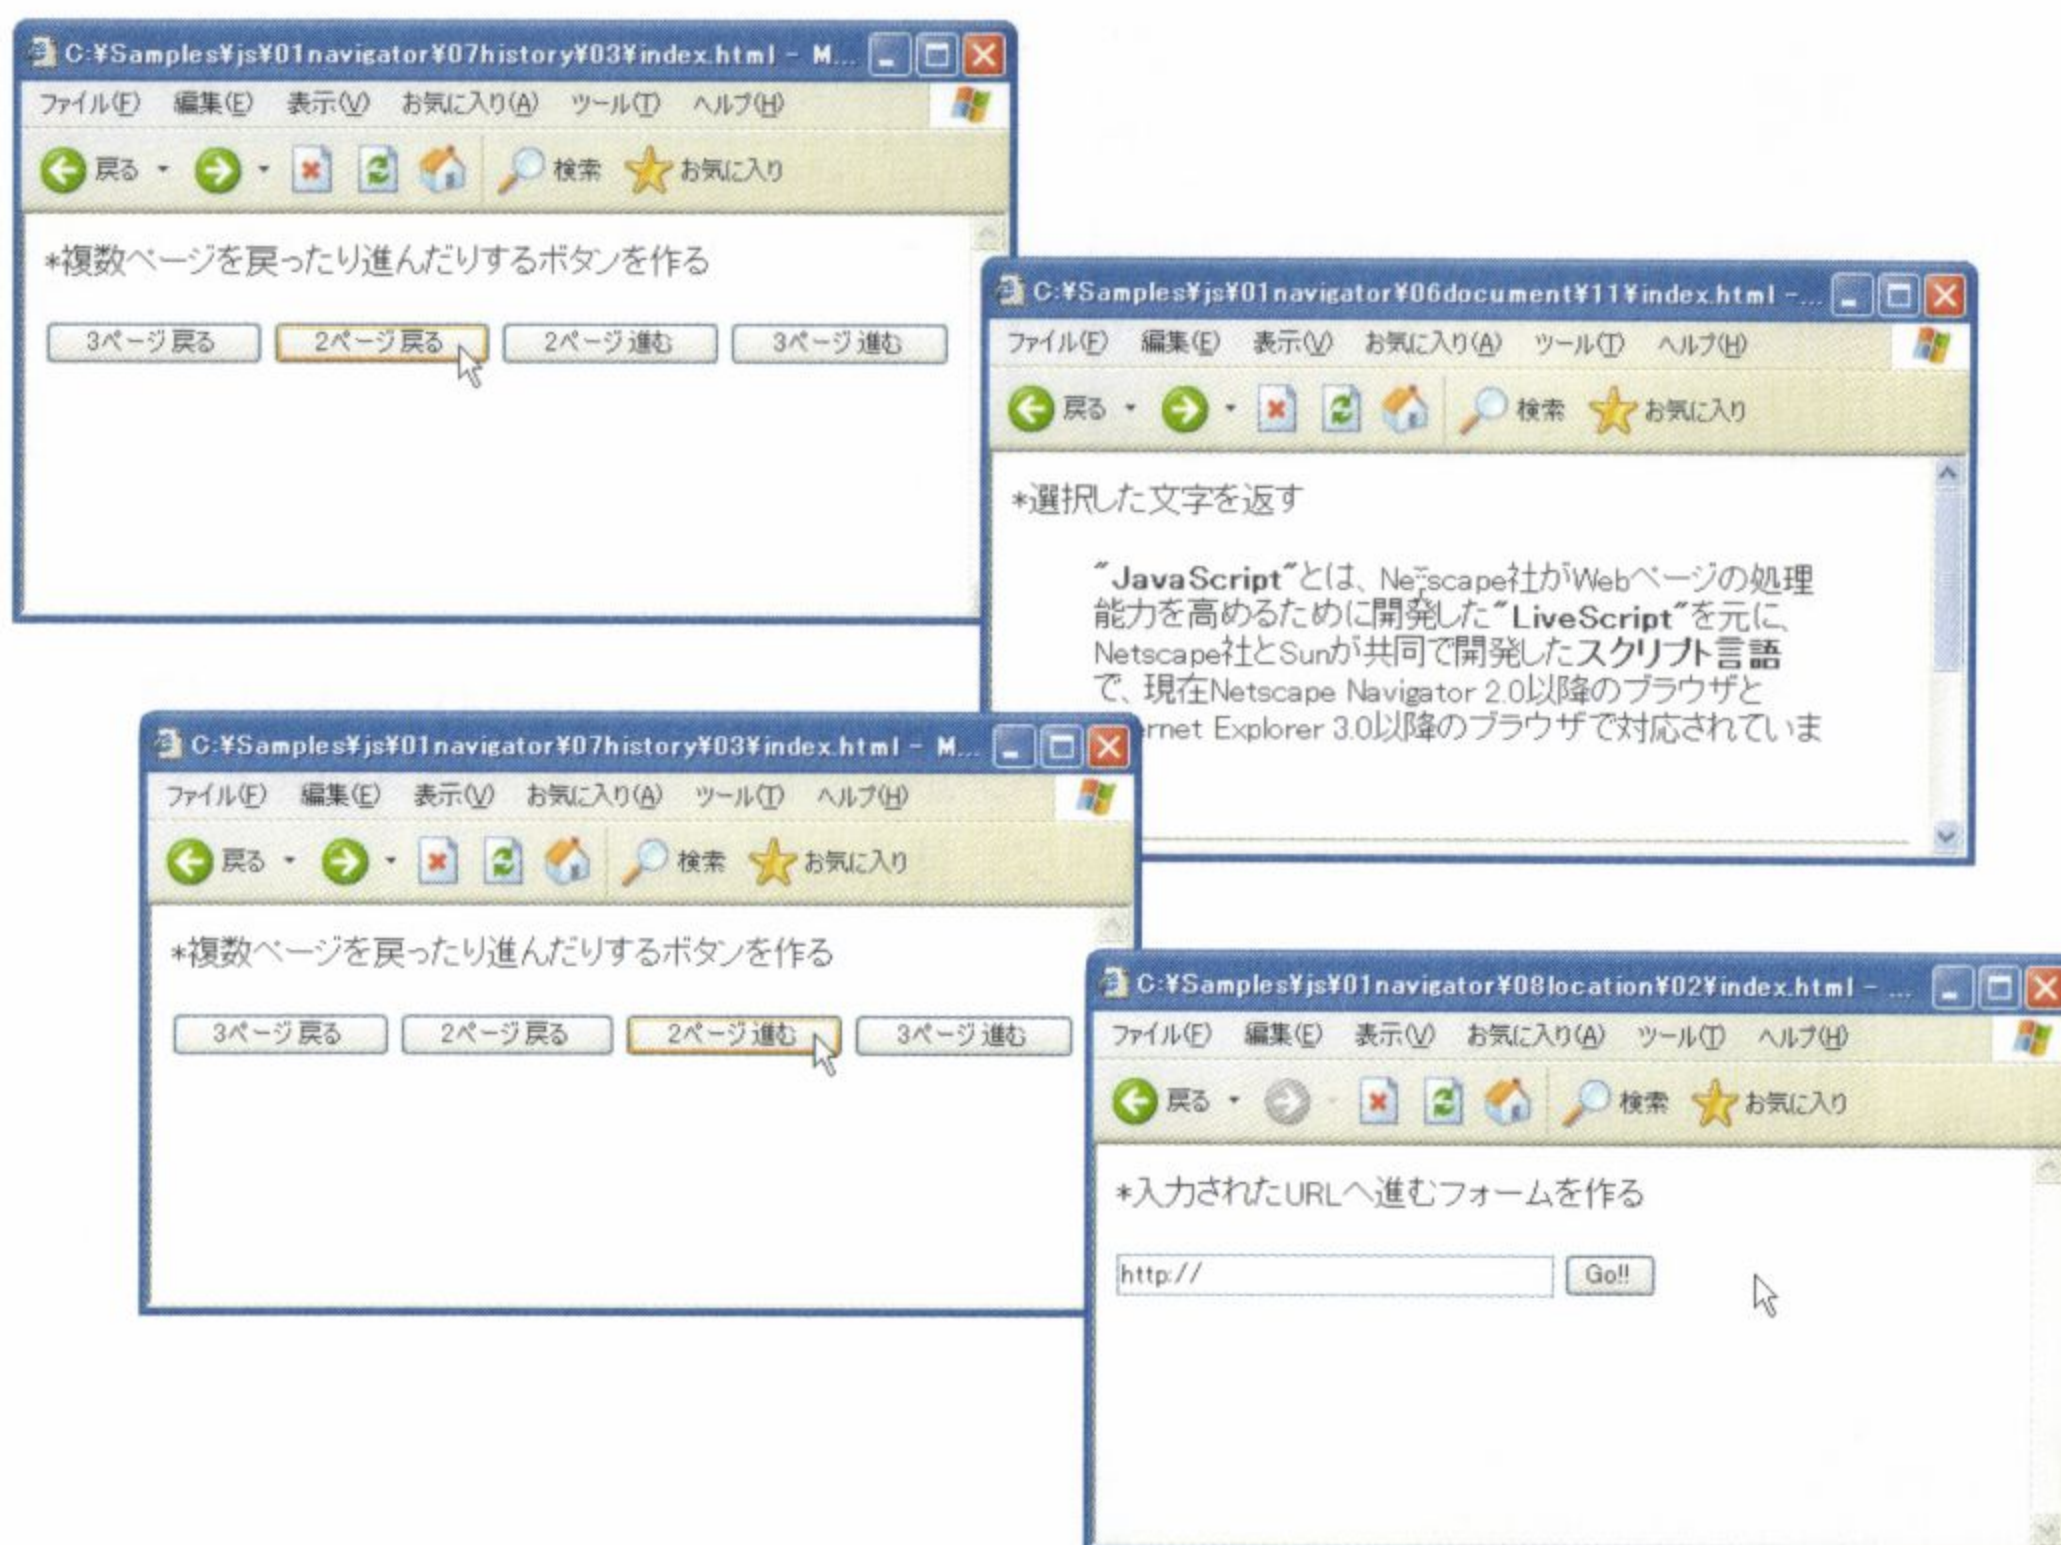 C:¥Samples¥js¥01navigator¥07history¥03¥index.html - M...
ファイル(F) 編集(E) 表示(V) お気に入り(A) ツール(T) ヘルプ(H)
戻る 検索 お気に入り
*複数ページを戻ったり進んだりするボタンを作る
3ページ戻る 2ページ戻る 2ページ進む 3ページ進む
C:¥Samples¥js¥01navigator¥06document¥11¥index.html -...
ファイル(F) 編集(E) 表示(V) お気に入り(A) ツール(T) ヘルプ(H)
戻る 検索 お気に入り
*選択した文字を返す
"JavaScript"とは、Netscape社がWebページの処理
能力を高めるために開発した"LiveScript"を元に、
Netscape社とSunが共同で開発したスクリプト言語
で、現在Netscape Navigator 2.0以降のブラウザと
ernet Explorer 3.0以降のブラウザで対応されていま
C:¥Samples¥js¥01navigator¥07history¥03¥index.html - M...
ファイル(F) 編集(E) 表示(V) お気に入り(A) ツール(T) ヘルプ(H)
戻る 検索 お気に入り
*複数ページを戻ったり進んだりするボタンを作る
3ページ戻る 2ページ戻る 2ページ進む 3ページ進む
C:¥Samples¥js¥01navigator¥08location¥02¥index.html - ...
ファイル(F) 編集(E) 表示(V) お気に入り(A) ツール(T) ヘルプ(H)
戻る 検索 お気に入り
*入力されたURLへ進むフォームを作る
http:// Go!!